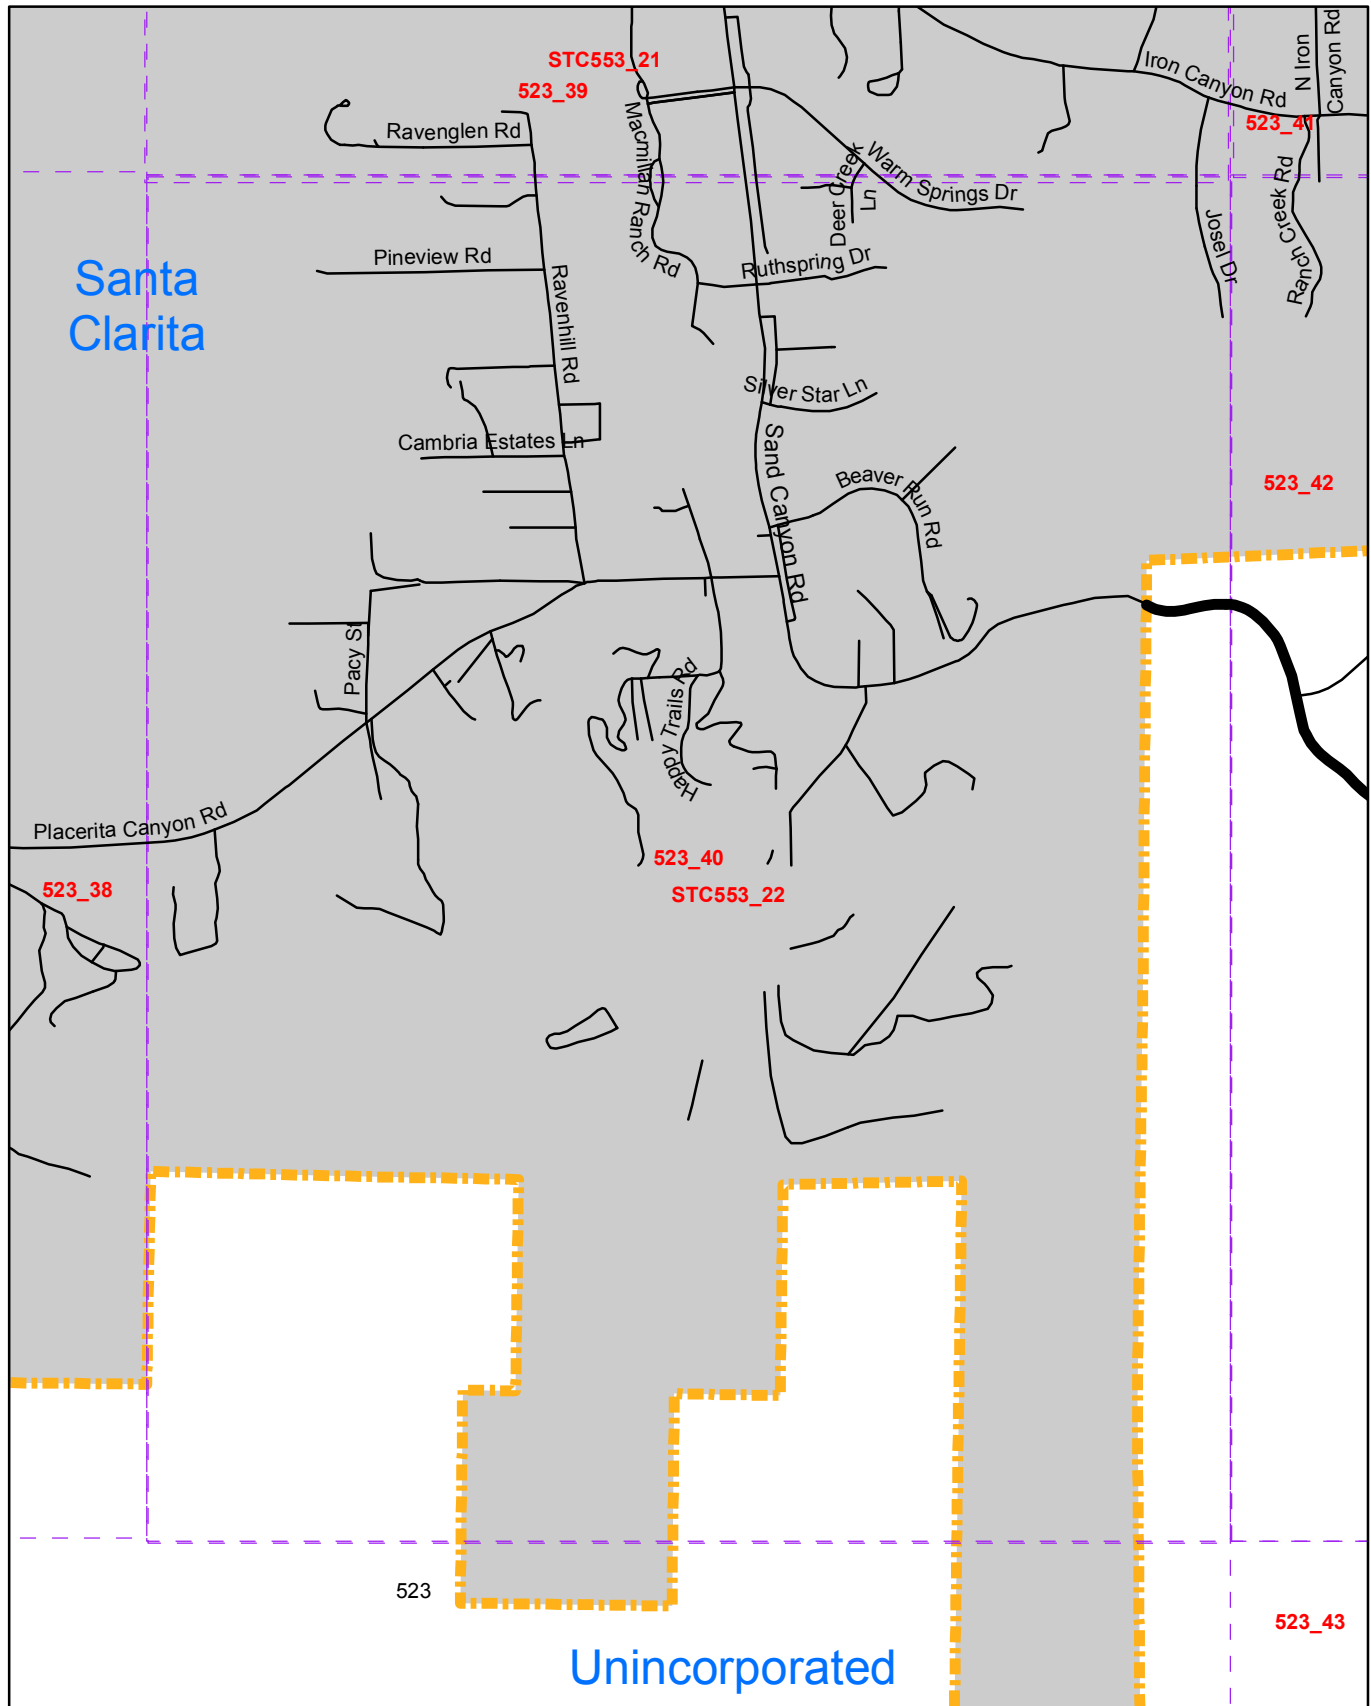 STC553_21
523_39
Iron Canyon Rd
N Iron
Canyon Rd
523_41
Ravenglen Rd
Macmillan Ranch Rd
Deer Creek
Ln
Warm Springs Dr
Josel Dr
Ranch Creek Rd
Santa
Clarita
Pineview Rd
Ravenhill Rd
Ruthspring Dr
Silver Star Ln
Cambria Estates Ln
Sand Canyon Rd
Beaver Run Rd
523_42
Pacy St
Happy Trails Rd
Placerita Canyon Rd
523_40
STC553_22
523_38
523
523_43
Unincorporated